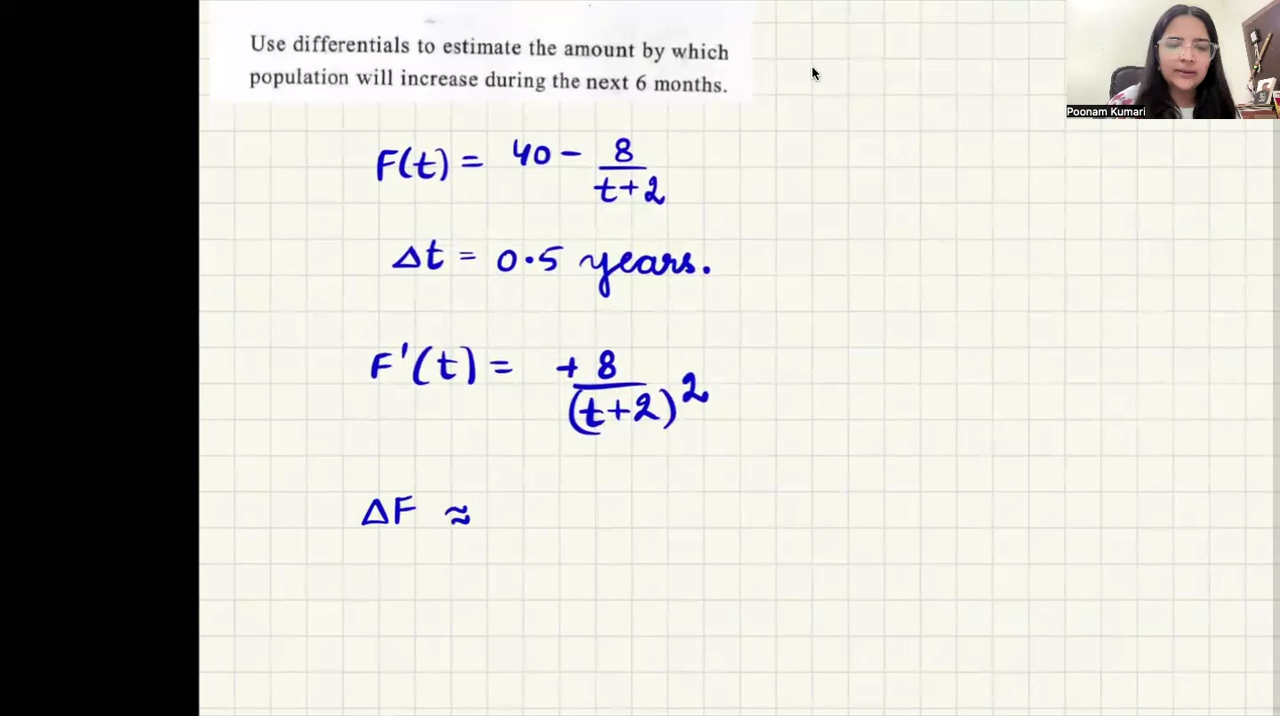 Use differentials to estimate the amount by which
population will increase during the next 6 months.
Poonam Kumari
F(t) = 40 - 8/(t+2)
Δt = 0.5 years.
F'(t) = +8/(t+2)²
ΔF ≈